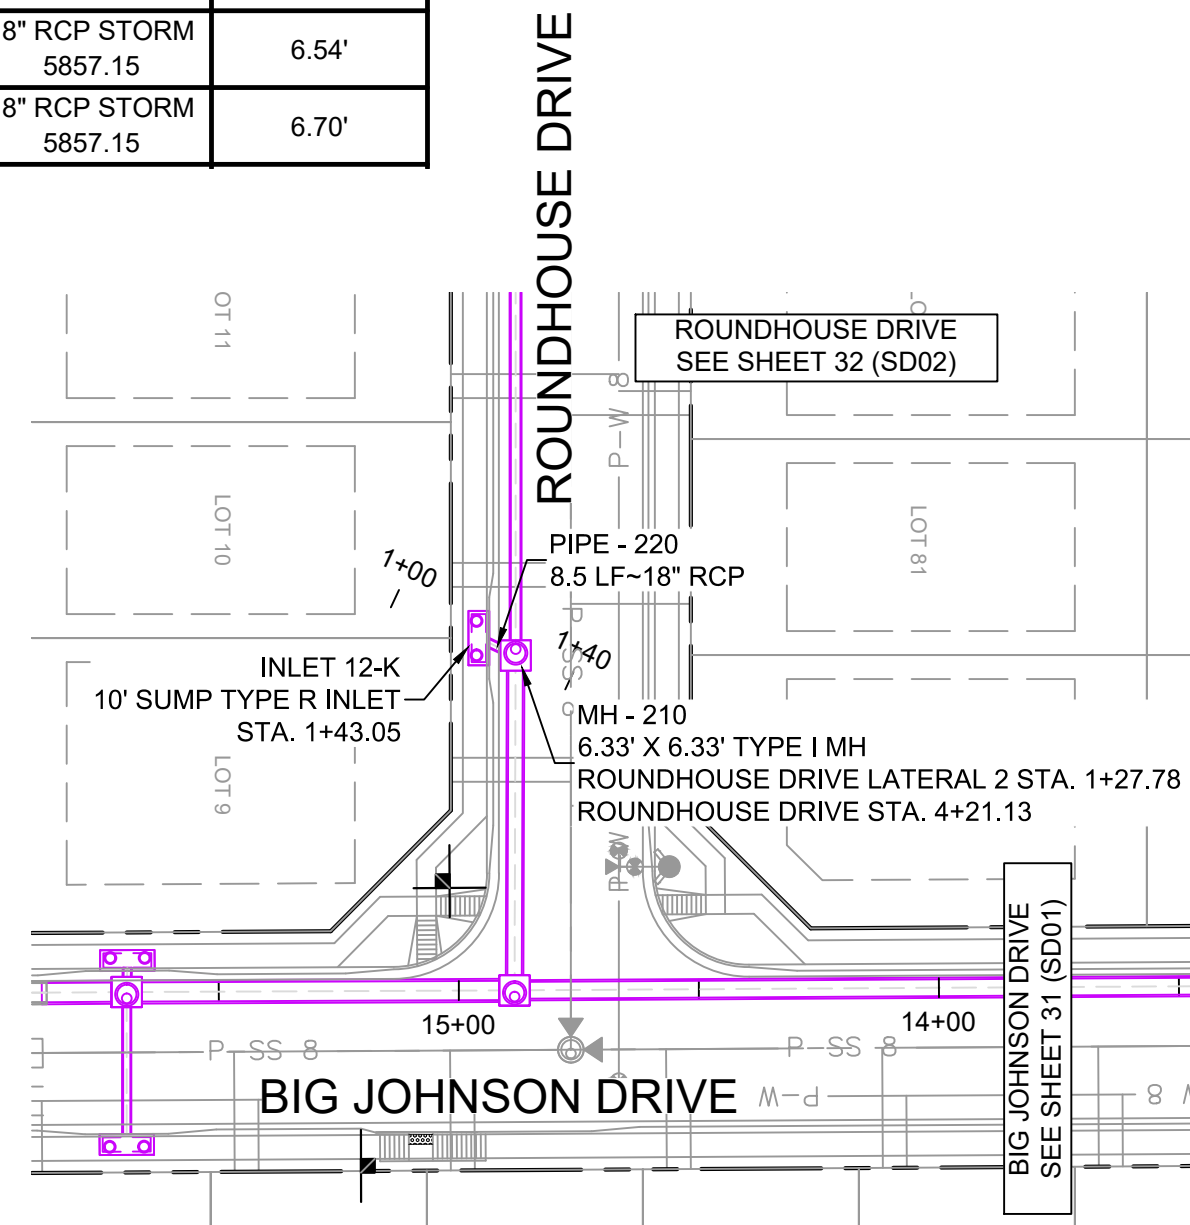 8" RCP STORM
5857.15
6.54'
8" RCP STORM
5857.15
6.70'
ROUNDHOUSE DRIVE
OT 11
ROUNDHOUSE DRIVE
SEE SHEET 32 (SD02)
P-W 8
LOT 10
LOT 81
PIPE - 220
8.5 LF~18" RCP
1+00
1+40
P SS
INLET 12-K
10' SUMP TYPE R INLET
STA. 1+43.05
MH - 210
6.33' X 6.33' TYPE I MH
ROUNDHOUSE DRIVE LATERAL 2 STA. 1+27.78
ROUNDHOUSE DRIVE STA. 4+21.13
LOT 9
P-W
BIG JOHNSON DRIVE
SEE SHEET 31 (SD01)
15+00
14+00
P-SS 8
P-SS 8
BIG JOHNSON DRIVE
P-W
8